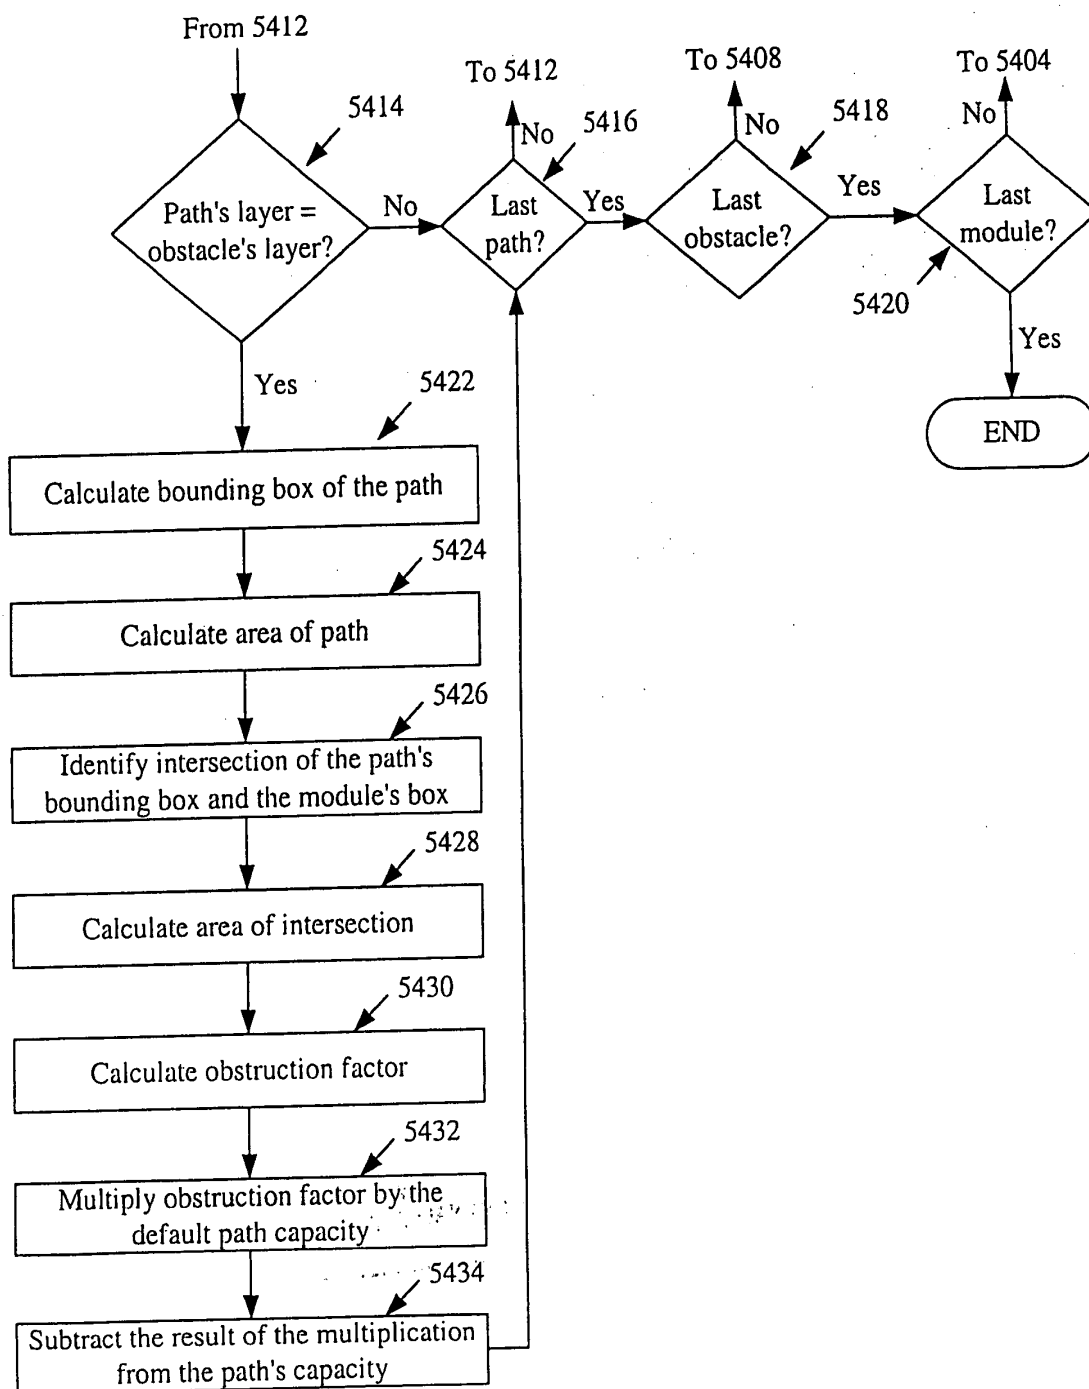 From 5412
To 5412
To 5408
To 5404
5414
No
5416
No
5418
No
Path's layer =
obstacle's layer?
No
Last
path?
Yes
Last
obstacle?
Yes
Last
module?
5420
Yes
END
Yes
5422
Calculate bounding box of the path
5424
Calculate area of path
5426
Identify intersection of the path's
bounding box and the module's box
5428
Calculate area of intersection
5430
Calculate obstruction factor
5432
Multiply obstruction factor by the
default path capacity
5434
Subtract the result of the multiplication
from the path's capacity